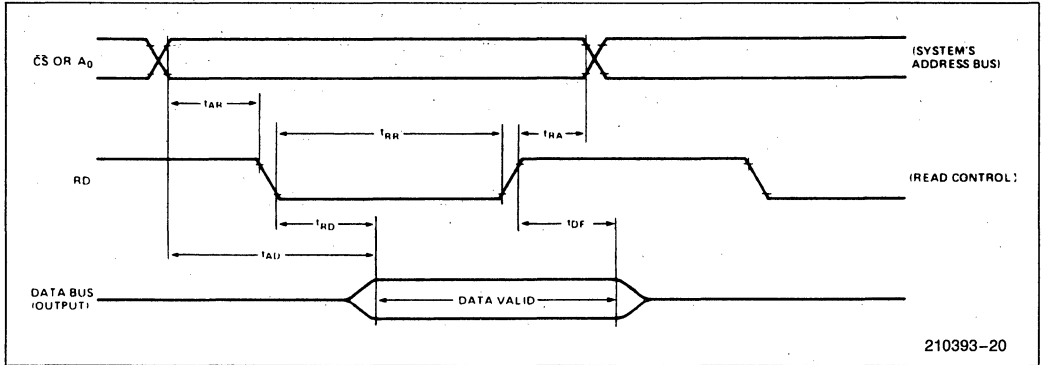 C̅S̅ OR A₀
(SYSTEM'S
ADDRESS BUS)
tAR
tRR
tRA
RD
(READ CONTROL)
tRD
tDF
tAD
DATA BUS
(OUTPUT)
DATA VALID
210393-20